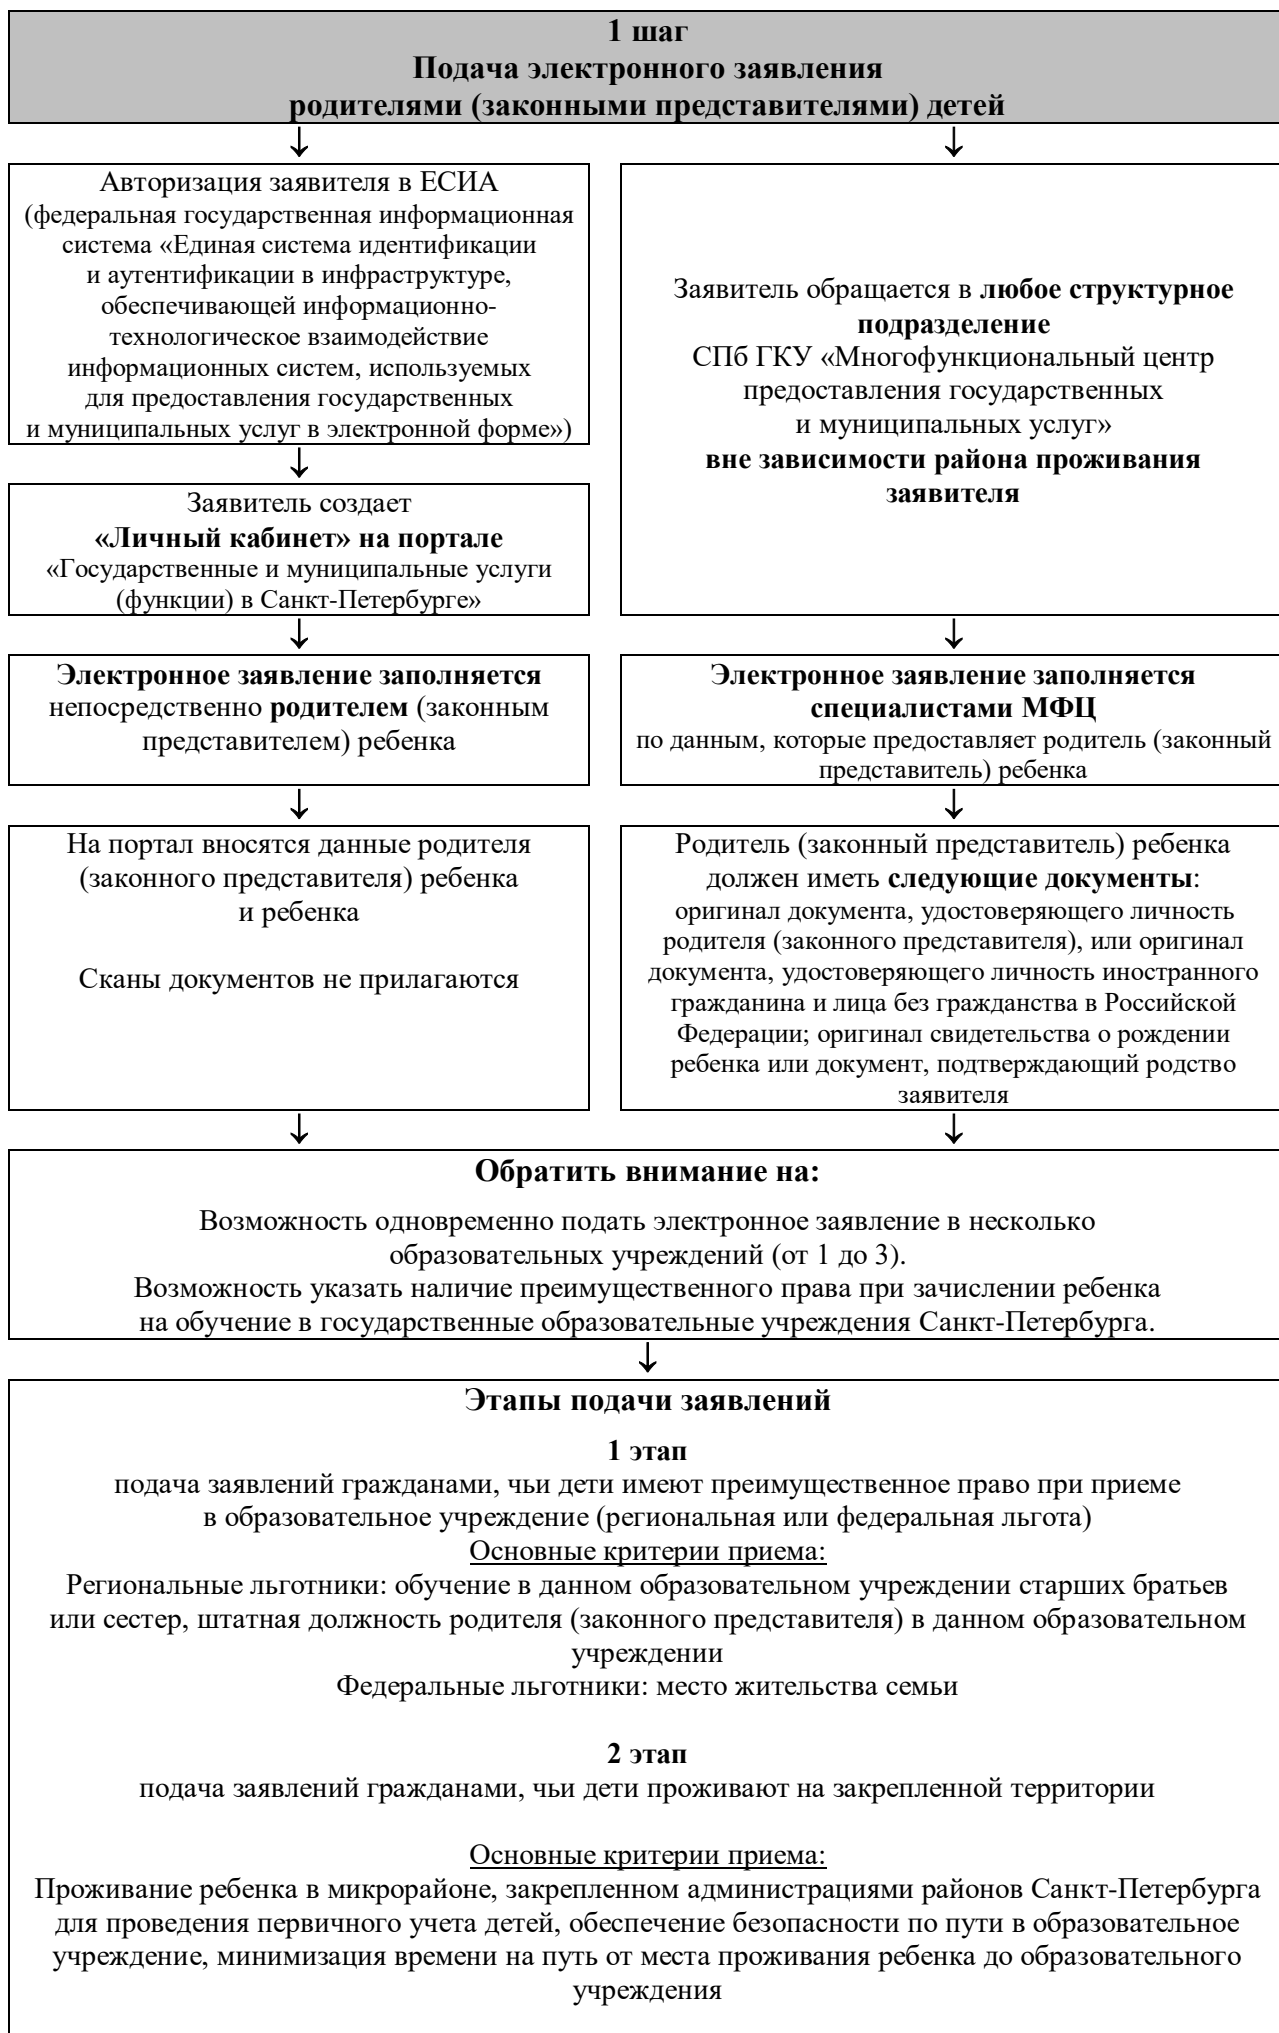 1 шаг
Подача электронного заявления
родителями (законными представителями) детей
↓
↓
Авторизация заявителя в ЕСИА
(федеральная государственная информационная
система «Единая система идентификации
и аутентификации в инфраструктуре,
обеспечивающей информационно-
технологическое взаимодействие
информационных систем, используемых
для предоставления государственных
и муниципальных услуг в электронной форме»)
↓
Заявитель создает
«Личный кабинет» на портале
«Государственные и муниципальные услуги
(функции) в Санкт-Петербурге»
↓
Электронное заявление заполняется
непосредственно родителем (законным
представителем) ребенка
↓
На портал вносятся данные родителя
(законного представителя) ребенка
и ребенка
Сканы документов не прилагаются
↓
Заявитель обращается в любое структурное
подразделение
СПб ГКУ «Многофункциональный центр
предоставления государственных
и муниципальных услуг»
вне зависимости района проживания
заявителя
↓
Электронное заявление заполняется
специалистами МФЦ
по данным, которые предоставляет родитель (законный
представитель) ребенка
↓
Родитель (законный представитель) ребенка
должен иметь следующие документы:
оригинал документа, удостоверяющего личность
родителя (законного представителя), или оригинал
документа, удостоверяющего личность иностранного
гражданина и лица без гражданства в Российской
Федерации; оригинал свидетельства о рождении
ребенка или документ, подтверждающий родство
заявителя
↓
Обратить внимание на:
Возможность одновременно подать электронное заявление в несколько
образовательных учреждений (от 1 до 3).
Возможность указать наличие преимущественного права при зачислении ребенка
на обучение в государственные образовательные учреждения Санкт-Петербурга.
↓
Этапы подачи заявлений
1 этап
подача заявлений гражданами, чьи дети имеют преимущественное право при приеме
в образовательное учреждение (региональная или федеральная льгота)
Основные критерии приема:
Региональные льготники: обучение в данном образовательном учреждении старших братьев
или сестер, штатная должность родителя (законного представителя) в данном образовательном
учреждении
Федеральные льготники: место жительства семьи
2 этап
подача заявлений гражданами, чьи дети проживают на закрепленной территории
Основные критерии приема:
Проживание ребенка в микрорайоне, закрепленном администрациями районов Санкт-Петербурга
для проведения первичного учета детей, обеспечение безопасности по пути в образовательное
учреждение, минимизация времени на путь от места проживания ребенка до образовательного
учреждения